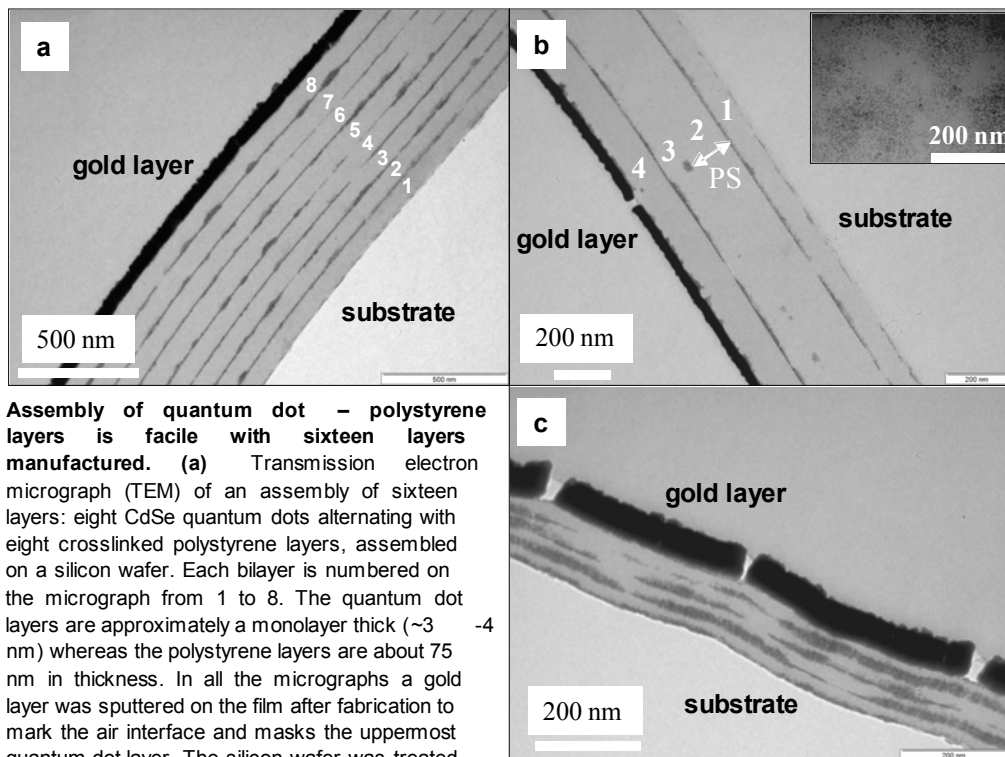 a
8
7
6
5
4
3
2
1
gold layer
substrate
500 nm
500 nm
b
1
2
3
4
PS
200 nm
substrate
gold layer
200 nm
200 nm
Assembly of quantum dot – polystyrene
layers is facile with sixteen layers
manufactured. (a) Transmission electron
micrograph (TEM) of an assembly of sixteen
layers: eight CdSe quantum dots alternating with
eight crosslinked polystyrene layers, assembled
on a silicon wafer. Each bilayer is numbered on
the micrograph from 1 to 8. The quantum dot
layers are approximately a monolayer thick (~3 -4
nm) whereas the polystyrene layers are about 75
nm in thickness. In all the micrographs a gold
layer was sputtered on the film after fabrication to
mark the air interface and masks the uppermost
quantum dot layer. The silicon wafer was treated
c
gold layer
substrate
200 nm
200 nm